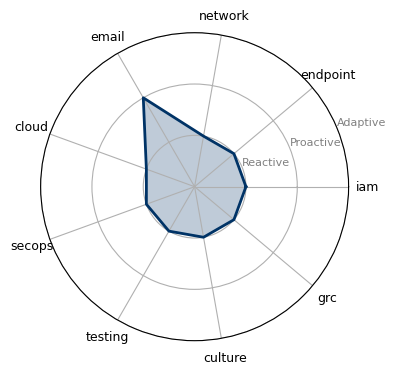 network
email
endpoint
cloud
Adaptive
Proactive
Reactive
iam
secops
grc
testing
culture